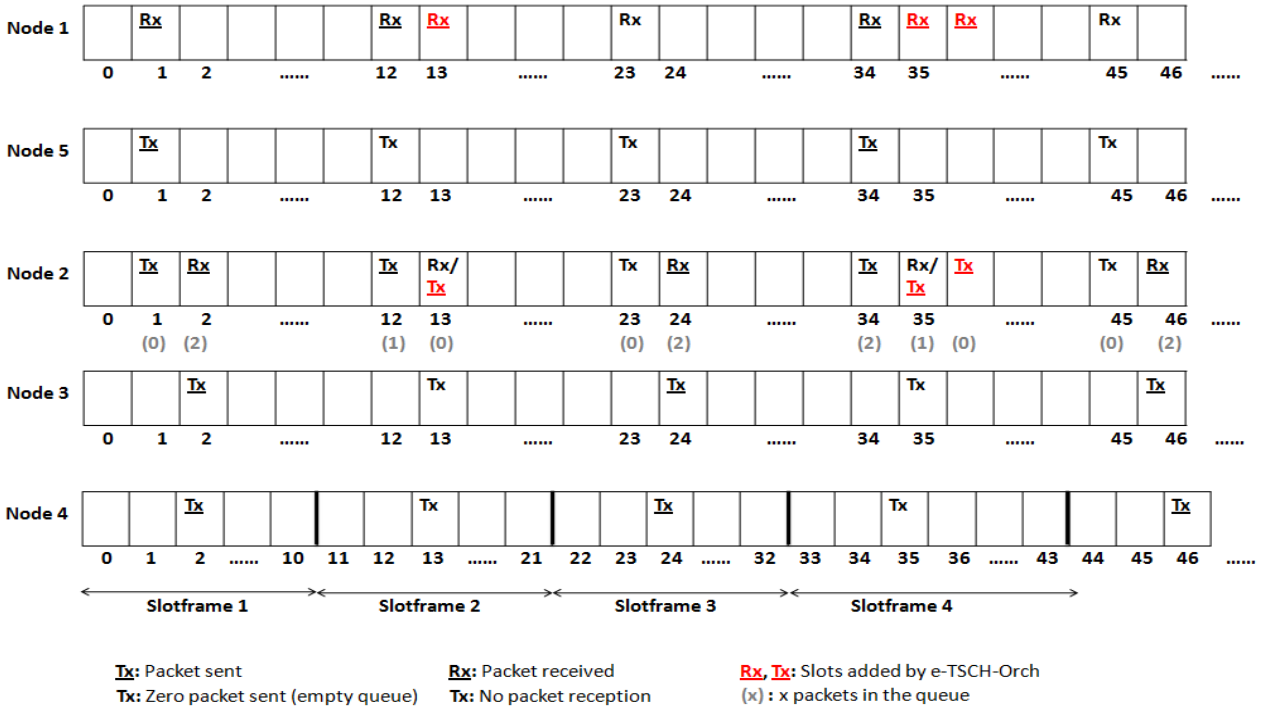 Node 1 Rx Rx Rx Rx Rx Rx Rx Rx
0 1 2 ...... 12 13 ...... 23 24 ...... 34 35 ...... 45 46 ......
Node 5 Tx Tx Tx Tx Tx
0 1 2 ...... 12 13 ...... 23 24 ...... 34 35 ...... 45 46 ......
Node 2 Tx Rx Tx Rx/ Tx Tx Rx Tx Rx/ Tx Tx Tx Rx
0 1 2 ...... 12 13 ...... 23 24 ...... 34 35 ...... 45 46 ......
(0) (2) (1) (0) (0) (2) (2) (1) (0) (0) (2)
Node 3 Tx Tx Tx Tx Tx
0 1 2 ...... 12 13 ...... 23 24 ...... 34 35 ...... 45 46 ......
Node 4 Tx Tx Tx Tx Tx
0 1 2 ...... 10 11 12 13 ...... 21 22 23 24 ...... 32 33 34 35 36 ...... 43 44 45 46 ......
Slotframe 1 Slotframe 2 Slotframe 3 Slotframe 4
Tx: Packet sent Rx: Packet received Rx, Tx: Slots added by e-TSCH-Orch
Tx: Zero packet sent (empty queue) Tx: No packet reception (x) : x packets in the queue